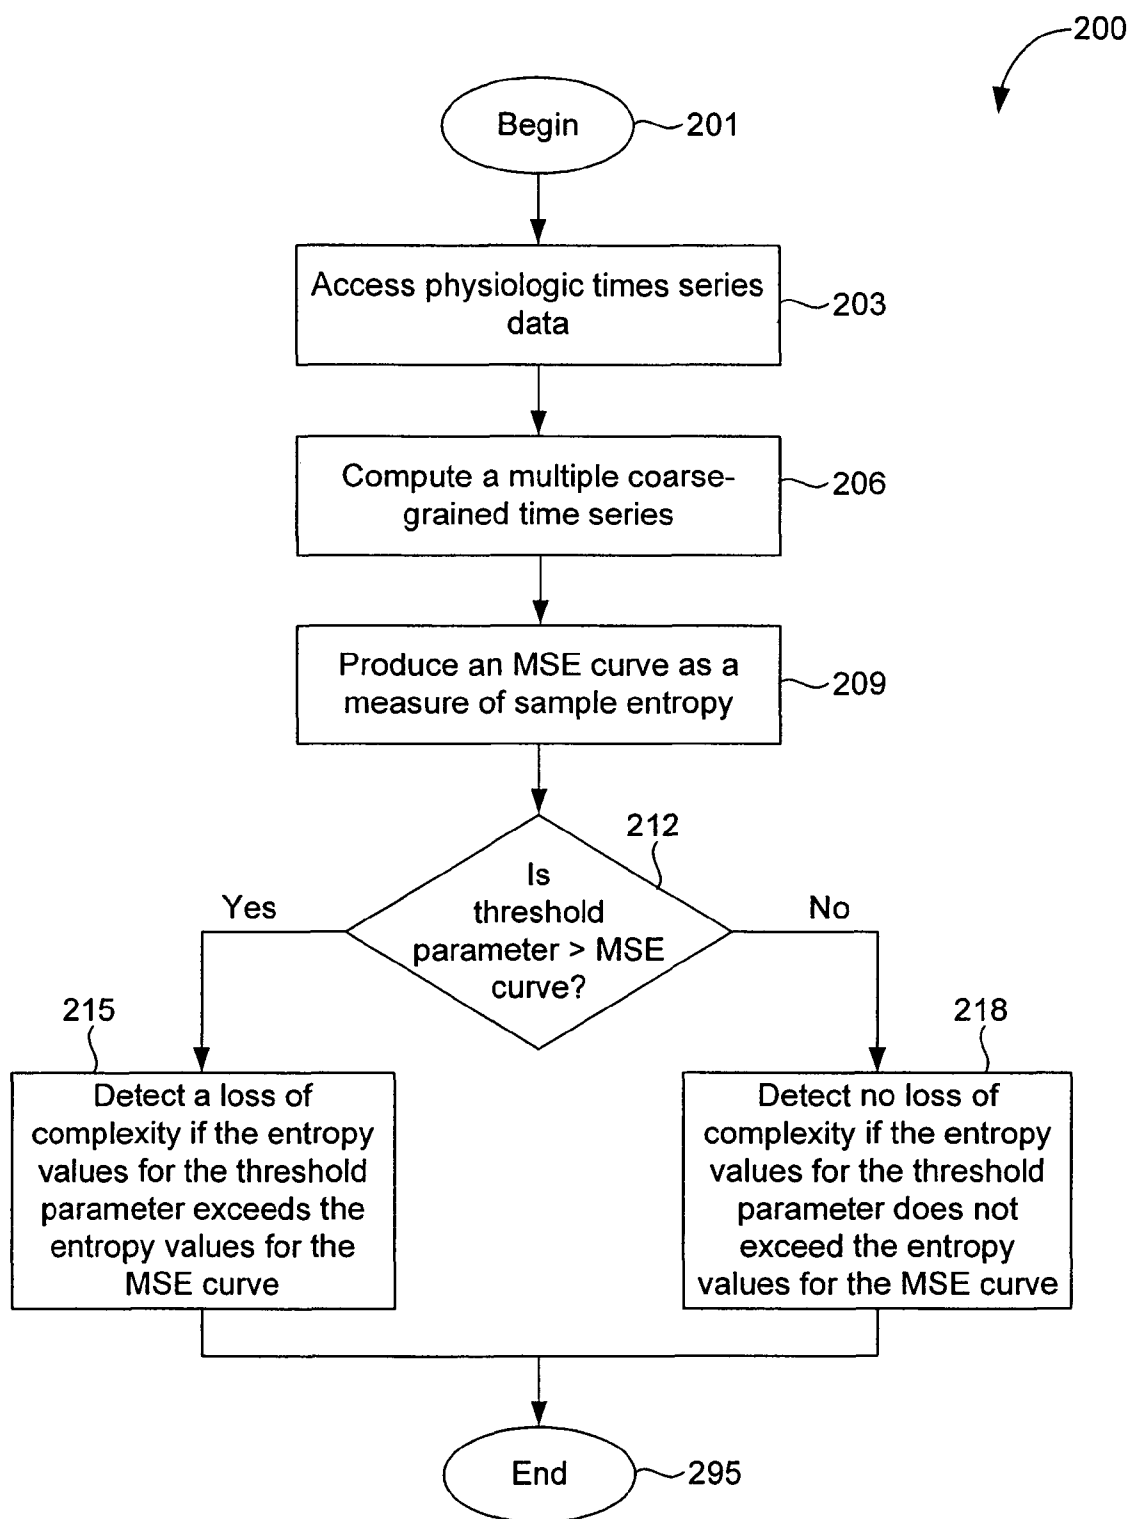 200
Begin
201
Access physiologic times series
data
203
Compute a multiple coarse-
grained time series
206
Produce an MSE curve as a
measure of sample entropy
209
212
Is
threshold
parameter > MSE
curve?
Yes
No
215
Detect a loss of
complexity if the entropy
values for the threshold
parameter exceeds the
entropy values for the
MSE curve
218
Detect no loss of
complexity if the entropy
values for the threshold
parameter does not
exceed the entropy
values for the MSE curve
End
295